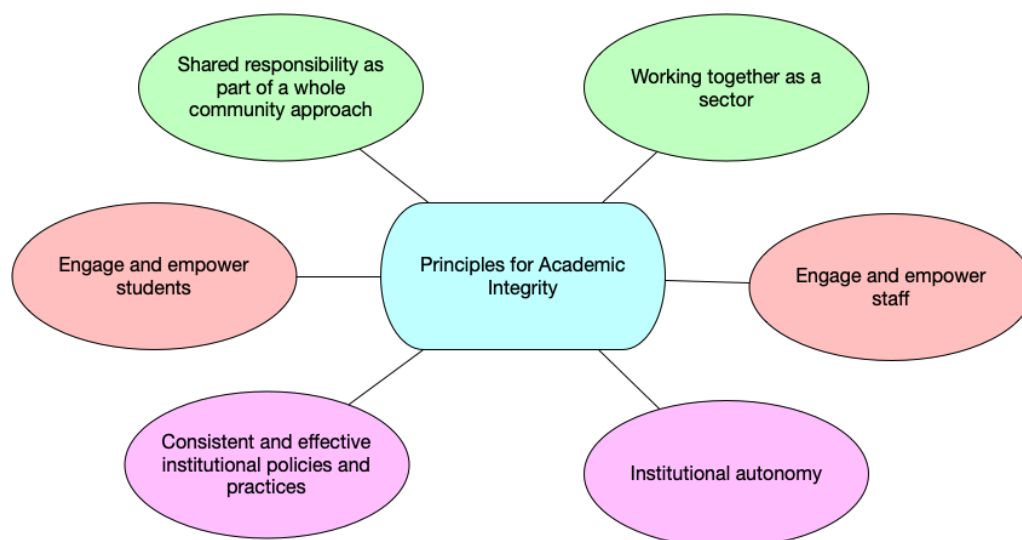 Shared responsibility as
part of a whole
community approach
Working together as a
sector
Engage and empower
students
Principles for Academic
Integrity
Engage and empower
staff
Consistent and effective
institutional policies and
practices
Institutional autonomy